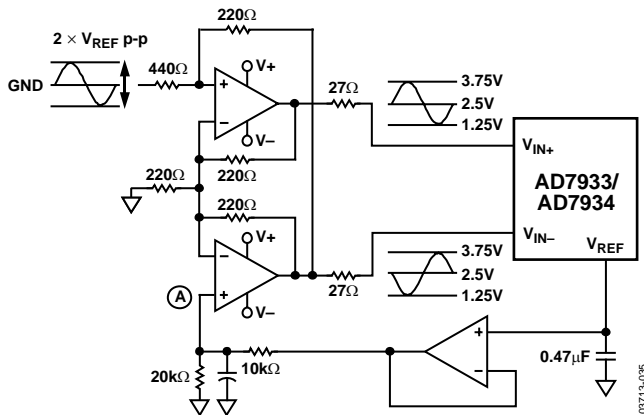 2 × VREF p-p
GND
440Ω
220Ω
V+
+
−
V−
27Ω
3.75V
2.5V
1.25V
VIN+
AD7933/
AD7934
VIN−
VREF
220Ω
220Ω
220Ω
V+
−
+
V−
A
27Ω
3.75V
2.5V
1.25V
20kΩ
10kΩ
+
−
0.47µF
03713-035